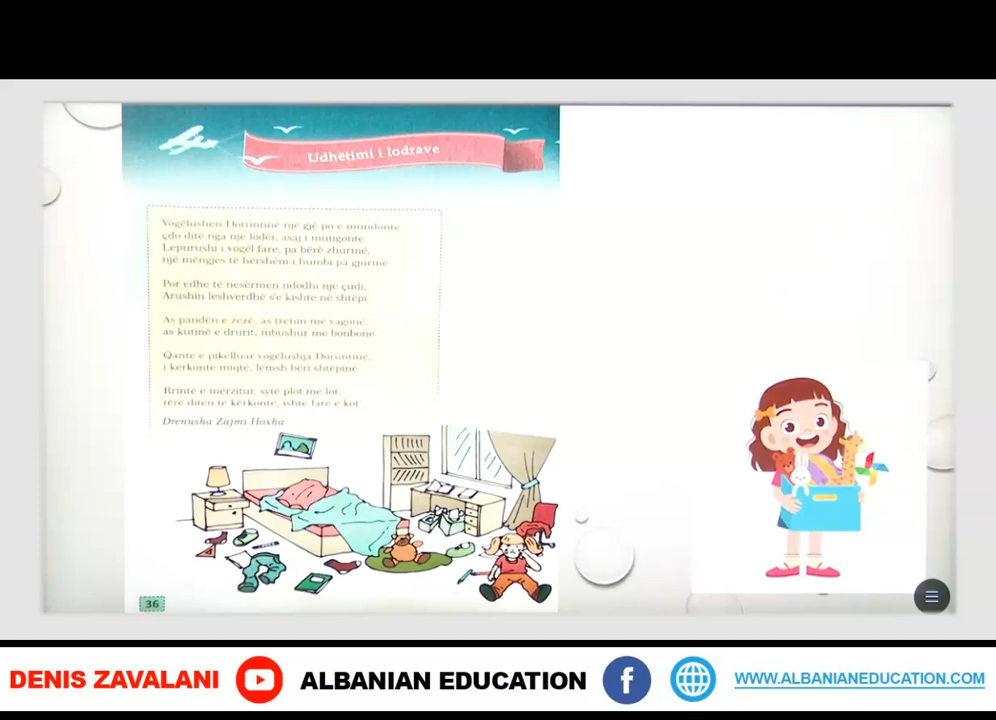 Udhëtimi i lodrave
Vogëlushen Doruntinë një gjë po e mundonte
çdo ditë nga një lodër, asaj i mungonte.
Lepurushi i vogël fare, pa bërë zhurmë,
një mëngjes të hershëm i humbi pa gjurmë
Por edhe të nesërmen ndodhi një çudi,
Arushin leshverdhë s'e kishte në shtëpi
As pandën e zezë, as trenin me vagonë,
as kutinë e drurit, mbushur me bonbone
Qante e pikëlluar vogëlushja Doruntinë,
i kërkonte miqtë, lëmsh bëri shtëpinë
Rrinte e mërzitur, sytë plot me lot,
tërë ditën të kërkonte, ishte fare e kot
Drenusha Zajmi Hoxha
36
DENIS ZAVALANI
ALBANIAN EDUCATION
WWW.ALBANIANEDUCATION.COM